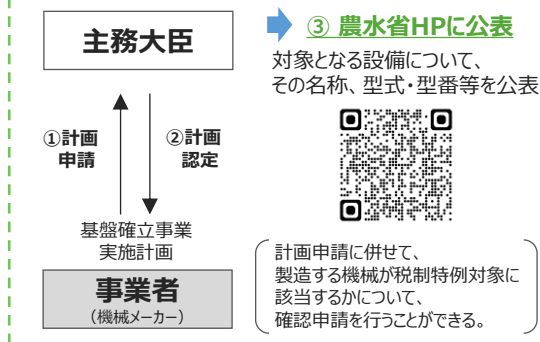 主務大臣
③ 農水省HPに公表
対象となる設備について、
その名称、型式・型番等を公表
①計画
申請
②計画
認定
基盤確立事業
実施計画
事業者
（機械メーカー）
計画申請に併せて、
製造する機械が税制特例対象に
該当するかについて、
確認申請を行うことができる。